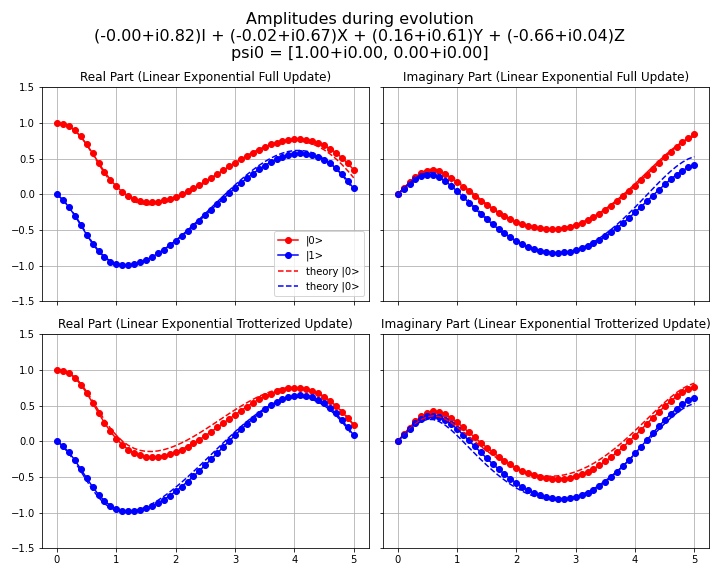 Amplitudes during evolution
(-0.00+i0.82)I + (-0.02+i0.67)X + (0.16+i0.61)Y + (-0.66+i0.04)Z
psi0 = [1.00+i0.00, 0.00+i0.00]
Real Part (Linear Exponential Full Update)
Imaginary Part (Linear Exponential Full Update)
1.5
1.0
0.5
0.0
−0.5
−1.0
−1.5
|0>
|1>
theory |0>
theory |0>
Real Part (Linear Exponential Trotterized Update)
Imaginary Part (Linear Exponential Trotterized Update)
1.5
1.0
0.5
0.0
−0.5
−1.0
−1.5
0 1 2 3 4 5
0 1 2 3 4 5